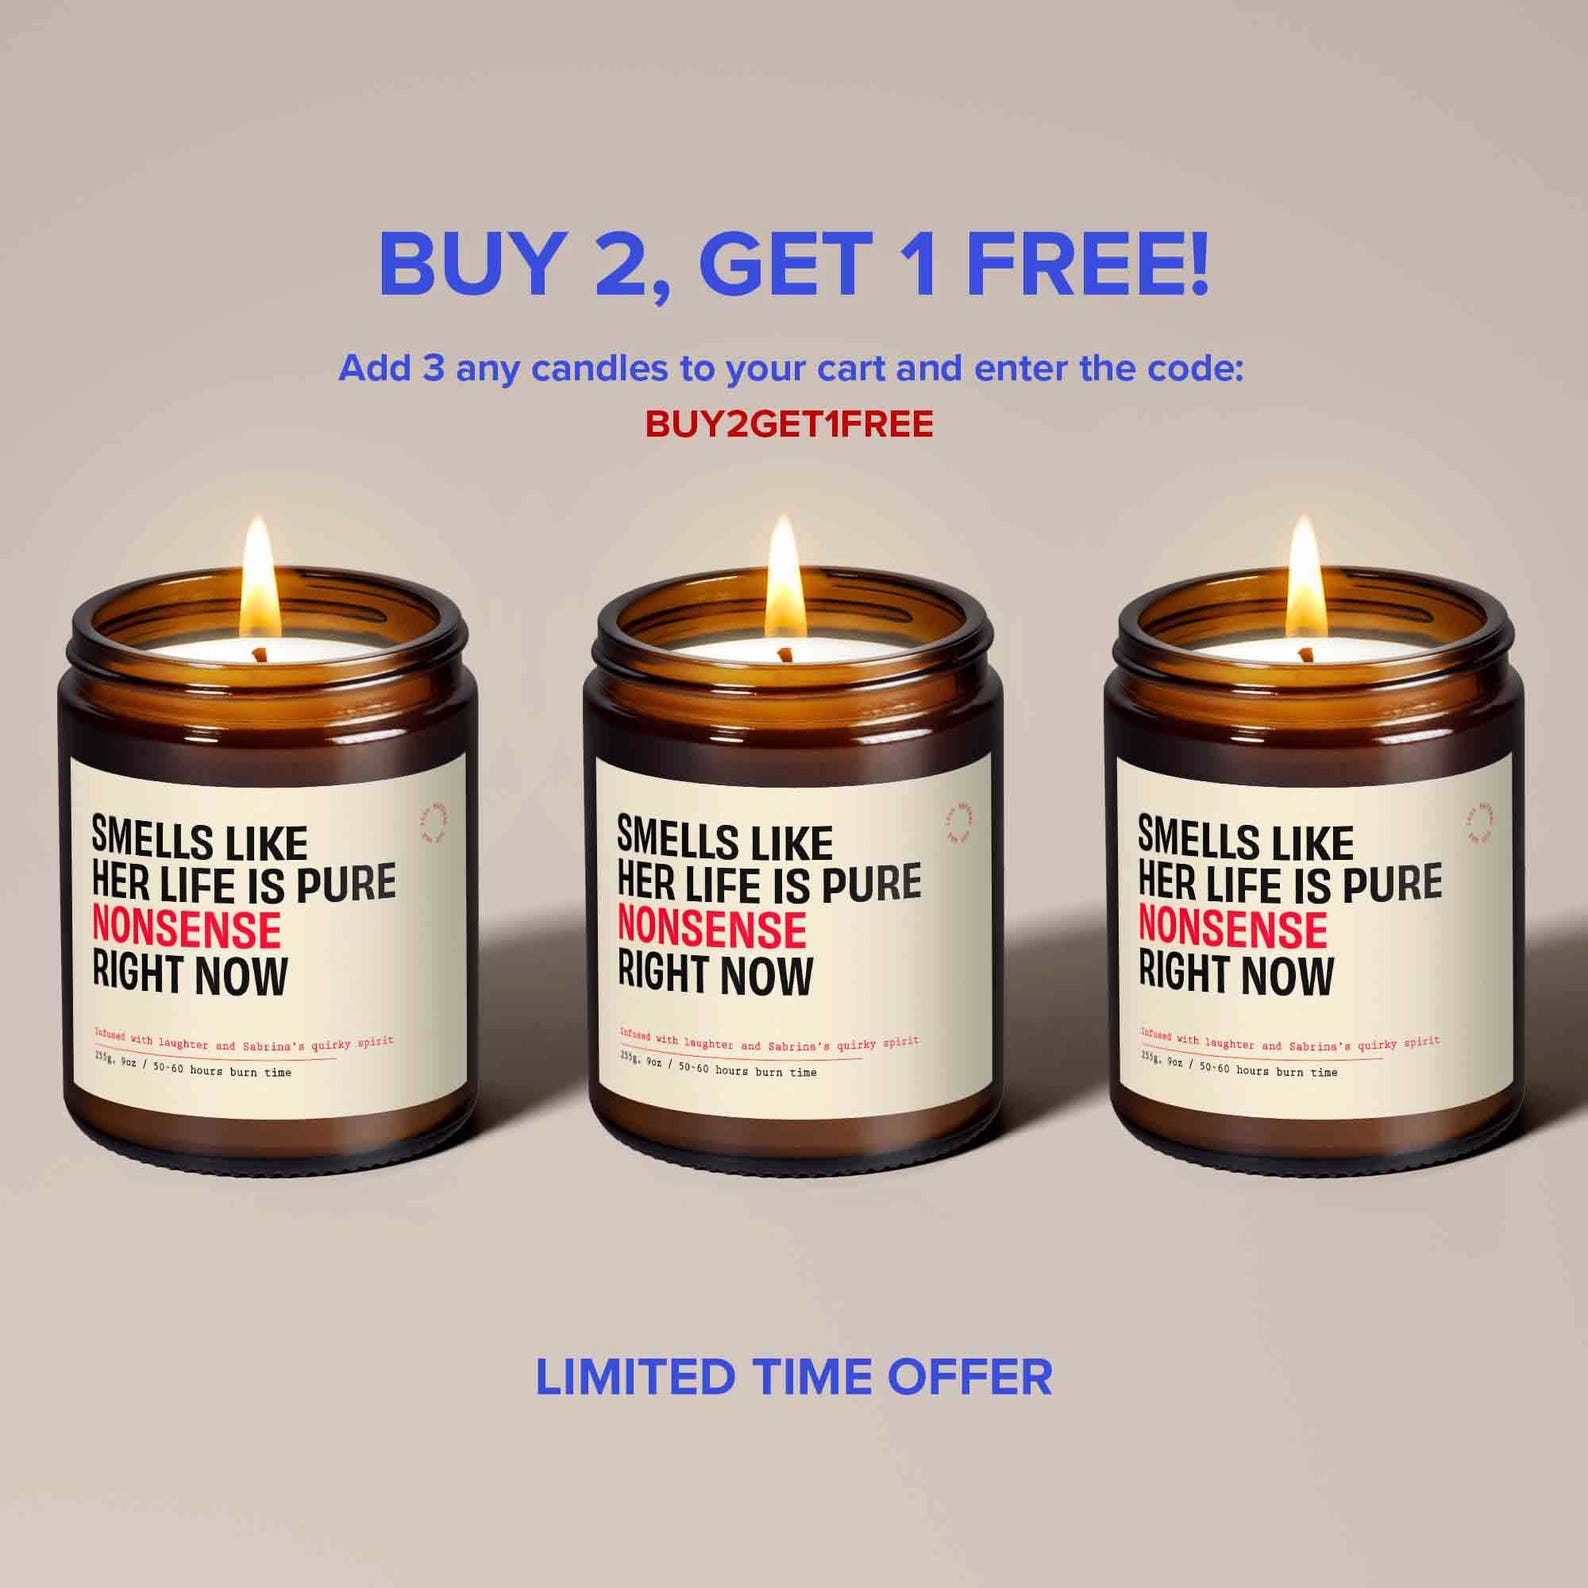 BUY 2, GET 1 FREE!
Add 3 any candles to your cart and enter the code:
BUY2GET1FREE
SMELLS LIKE
HER LIFE IS PURE
NONSENSE
RIGHT NOW
Infused with laughter and Sabrina's quirky spirit
255g, 9oz / 50-60 hours burn time
SMELLS LIKE
HER LIFE IS PURE
NONSENSE
RIGHT NOW
Infused with laughter and Sabrina's quirky spirit
255g, 9oz / 50-60 hours burn time
SMELLS LIKE
HER LIFE IS PURE
NONSENSE
RIGHT NOW
Infused with laughter and Sabrina's quirky spirit
255g, 9oz / 50-60 hours burn time
LIMITED TIME OFFER